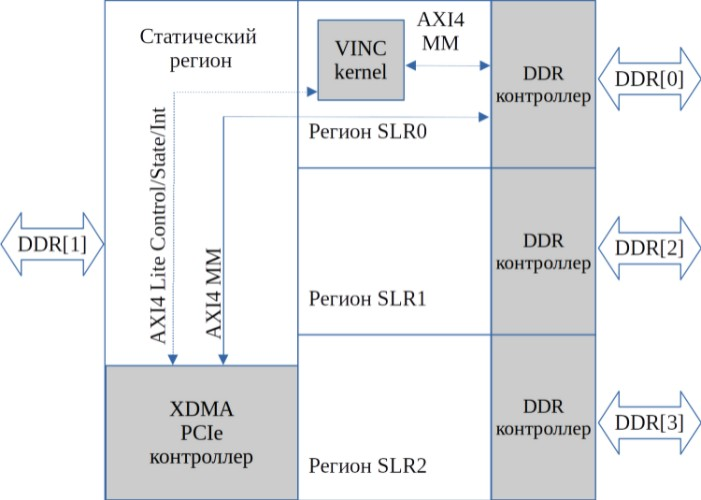 Статический
регион
VINC
kernel
AXI4
MM
DDR
контроллер
DDR[0]
Регион SLR0
AXI4 Lite Control/State/Int
AXI4 MM
DDR[1]
DDR
контроллер
DDR[2]
Регион SLR1
XDMA
PCIe
контроллер
DDR
контроллер
DDR[3]
Регион SLR2